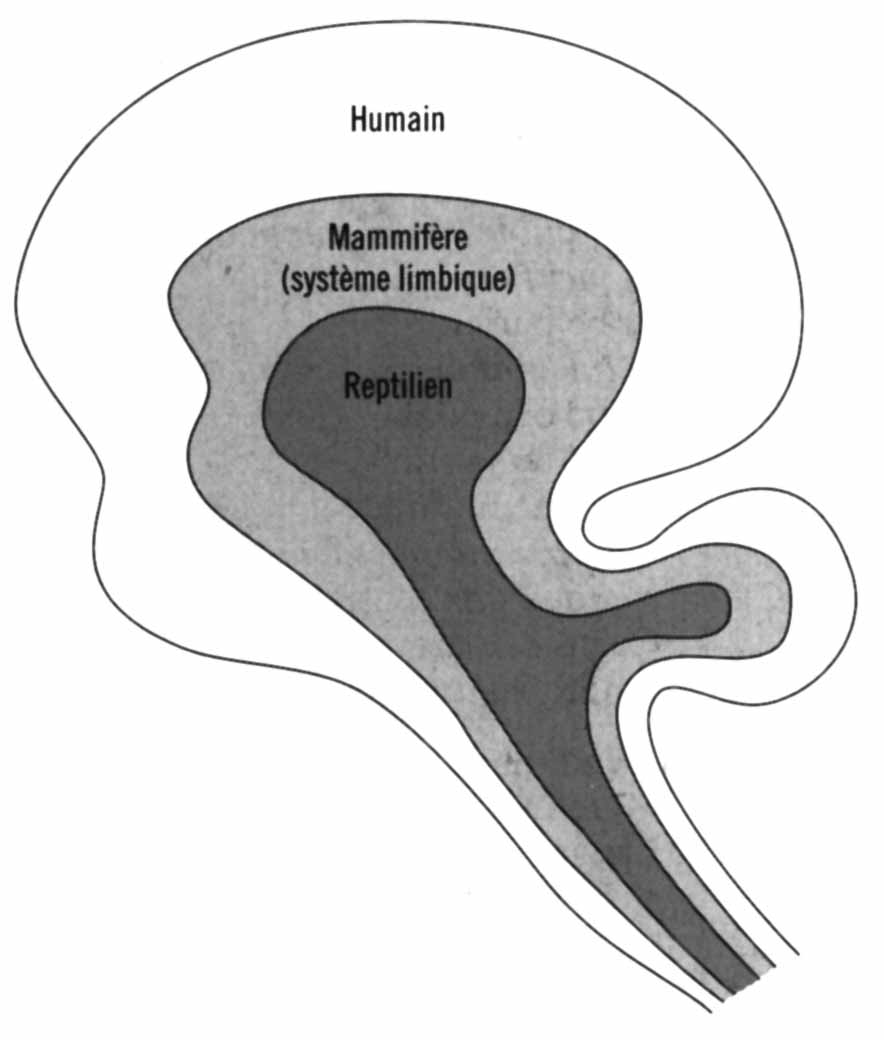 Humain
Mammifère
(système limbique)
Reptilien